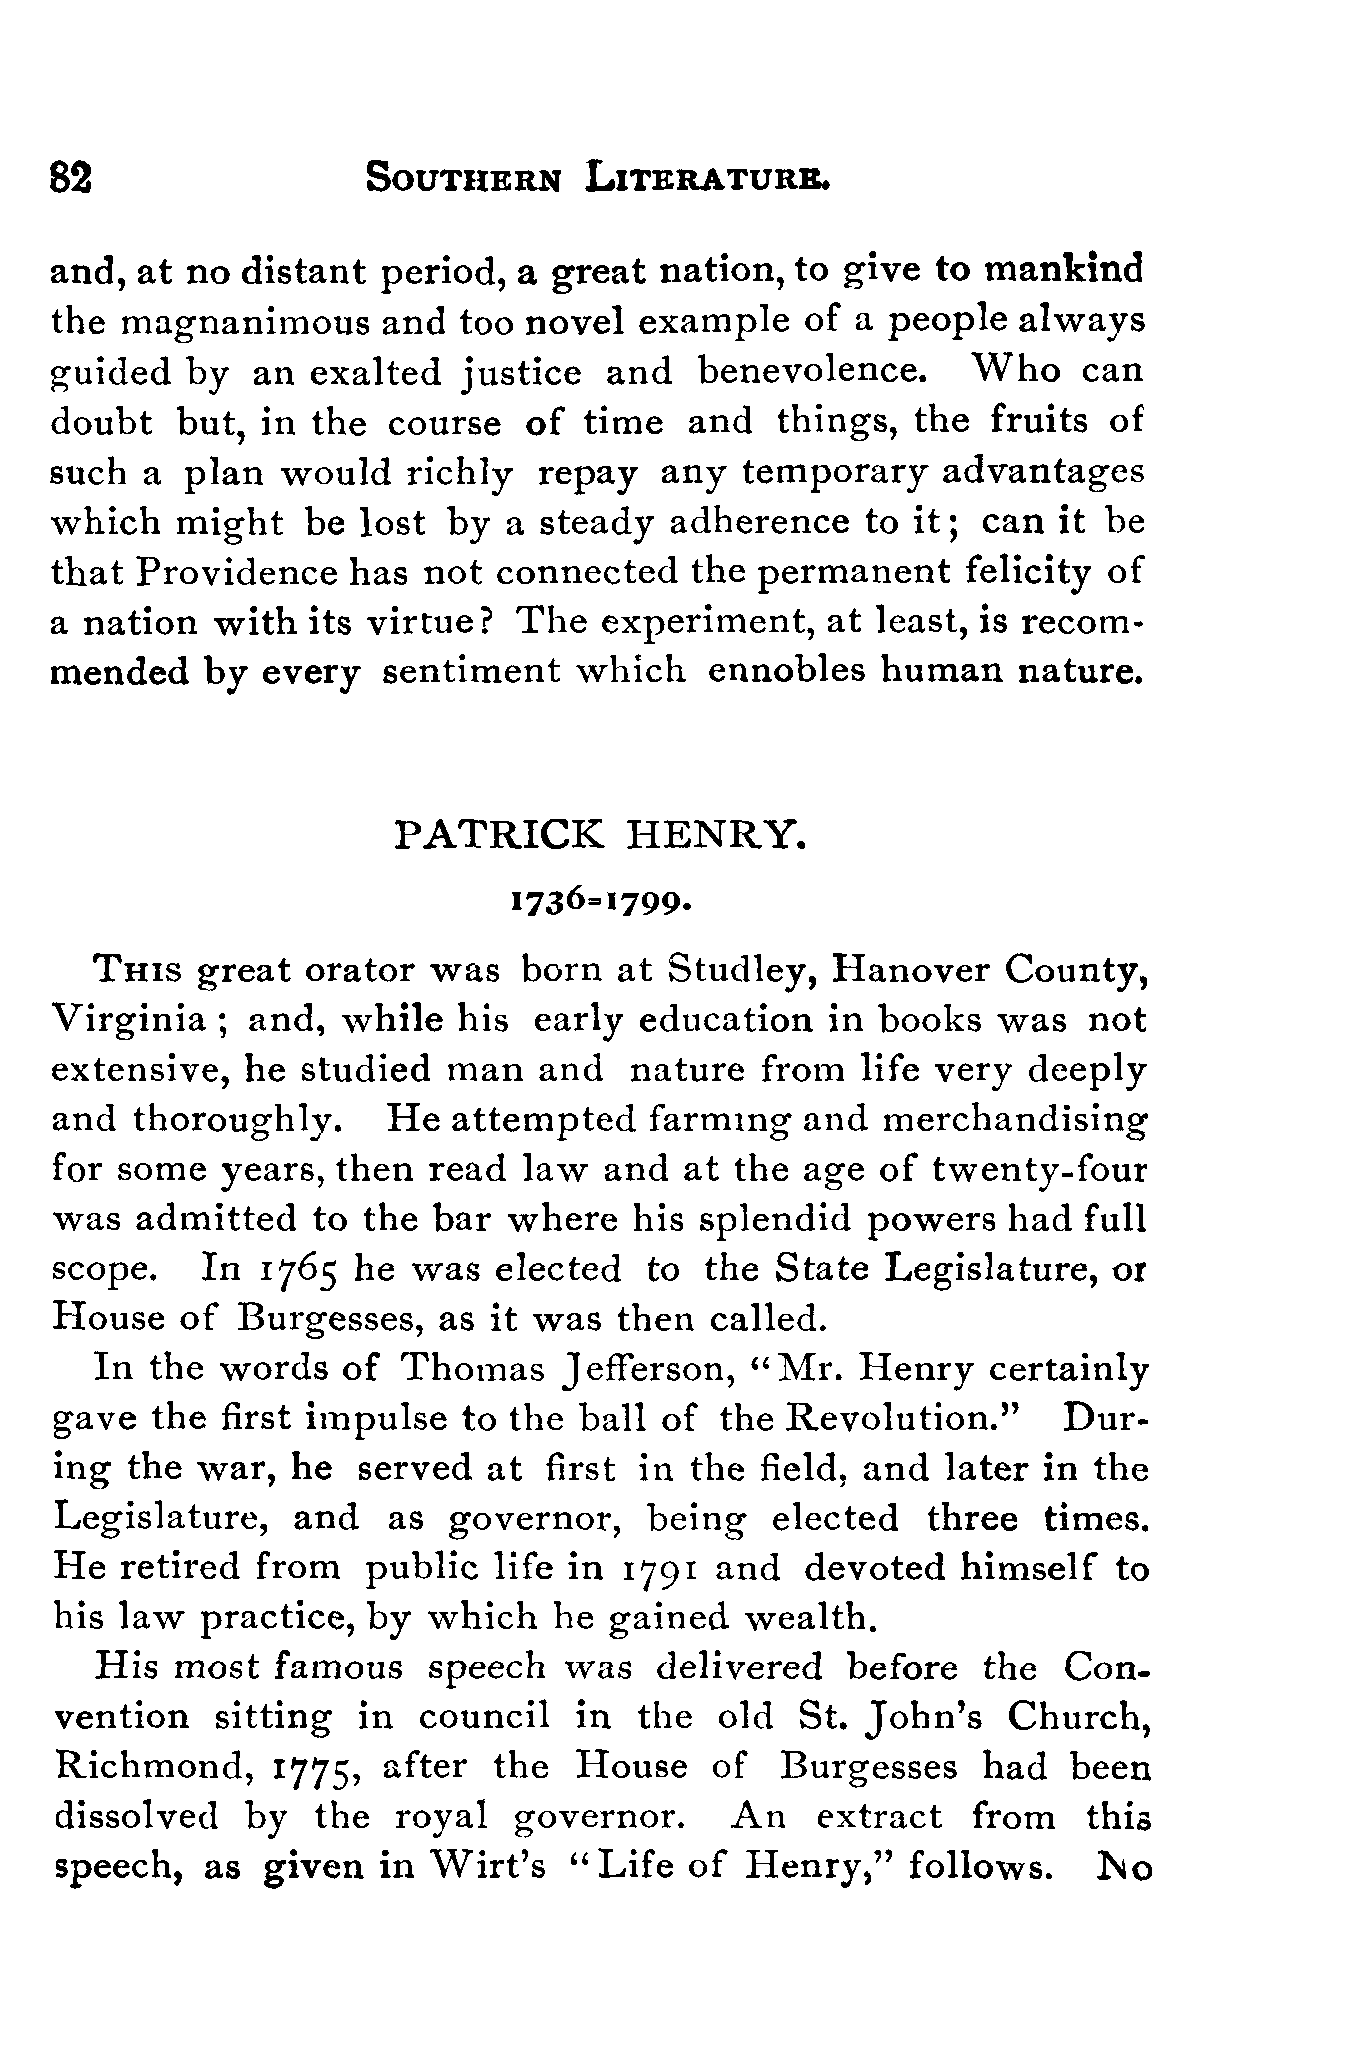 82 SOUTHERN LITERATURE.
and, at no distant period, a great nation, to give to mankind
the magnanimous and too novel example of a people always
guided by an exalted justice and benevolence. Who can
doubt but, in the course of time and things, the fruits of
such a plan would richly repay any temporary advantages
which might be lost by a steady adherence to it; can it be
that Providence has not connected the permanent felicity of
a nation with its virtue? The experiment, at least, is recom-
mended by every sentiment which ennobles human nature.
PATRICK HENRY.
1736=1799.
THIS great orator was born at Studley, Hanover County,
Virginia; and, while his early education in books was not
extensive, he studied man and nature from life very deeply
and thoroughly. He attempted farming and merchandising
for some years, then read law and at the age of twenty-four
was admitted to the bar where his splendid powers had full
scope. In 1765 he was elected to the State Legislature, or
House of Burgesses, as it was then called.
In the words of Thomas Jefferson, "Mr. Henry certainly
gave the first impulse to the ball of the Revolution." Dur-
ing the war, he served at first in the field, and later in the
Legislature, and as governor, being elected three times.
He retired from public life in 1791 and devoted himself to
his law practice, by which he gained wealth.
His most famous speech was delivered before the Con-
vention sitting in council in the old St. John's Church,
Richmond, 1775, after the House of Burgesses had been
dissolved by the royal governor. An extract from this
speech, as given in Wirt's "Life of Henry," follows. No